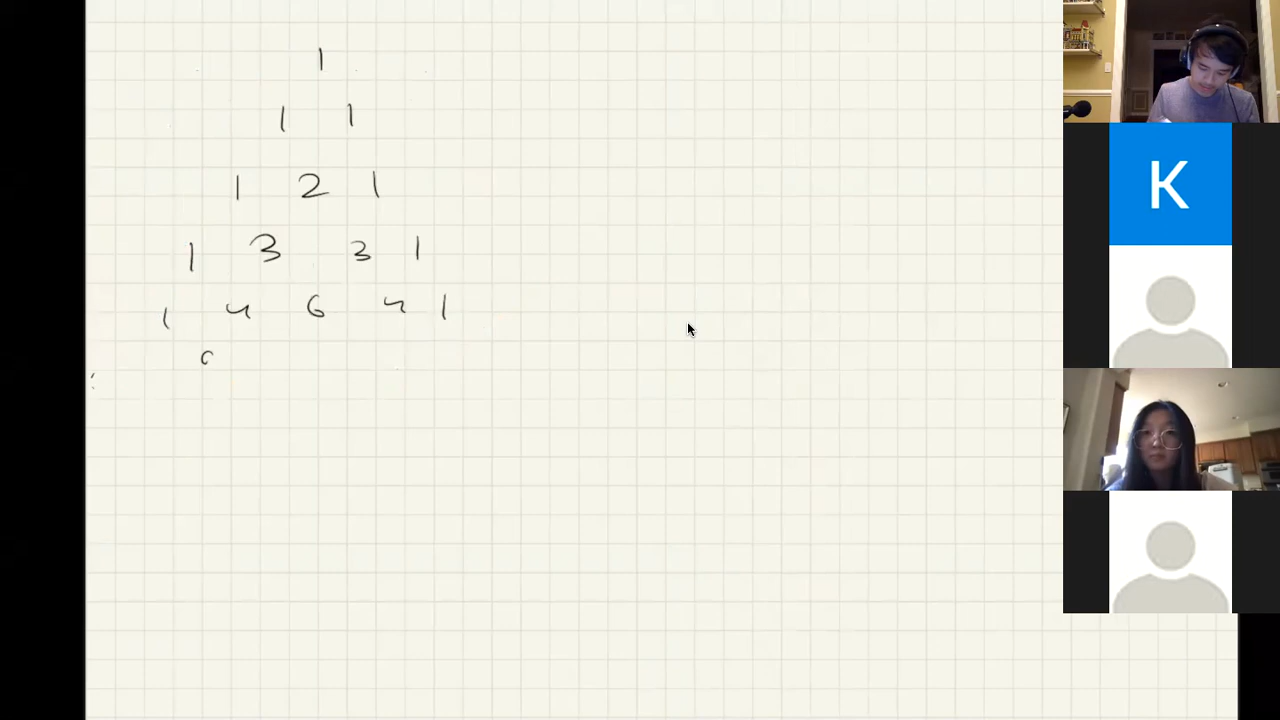 1
1 1
1 2 1
1 3 3 1
1 4 6 4 1
K